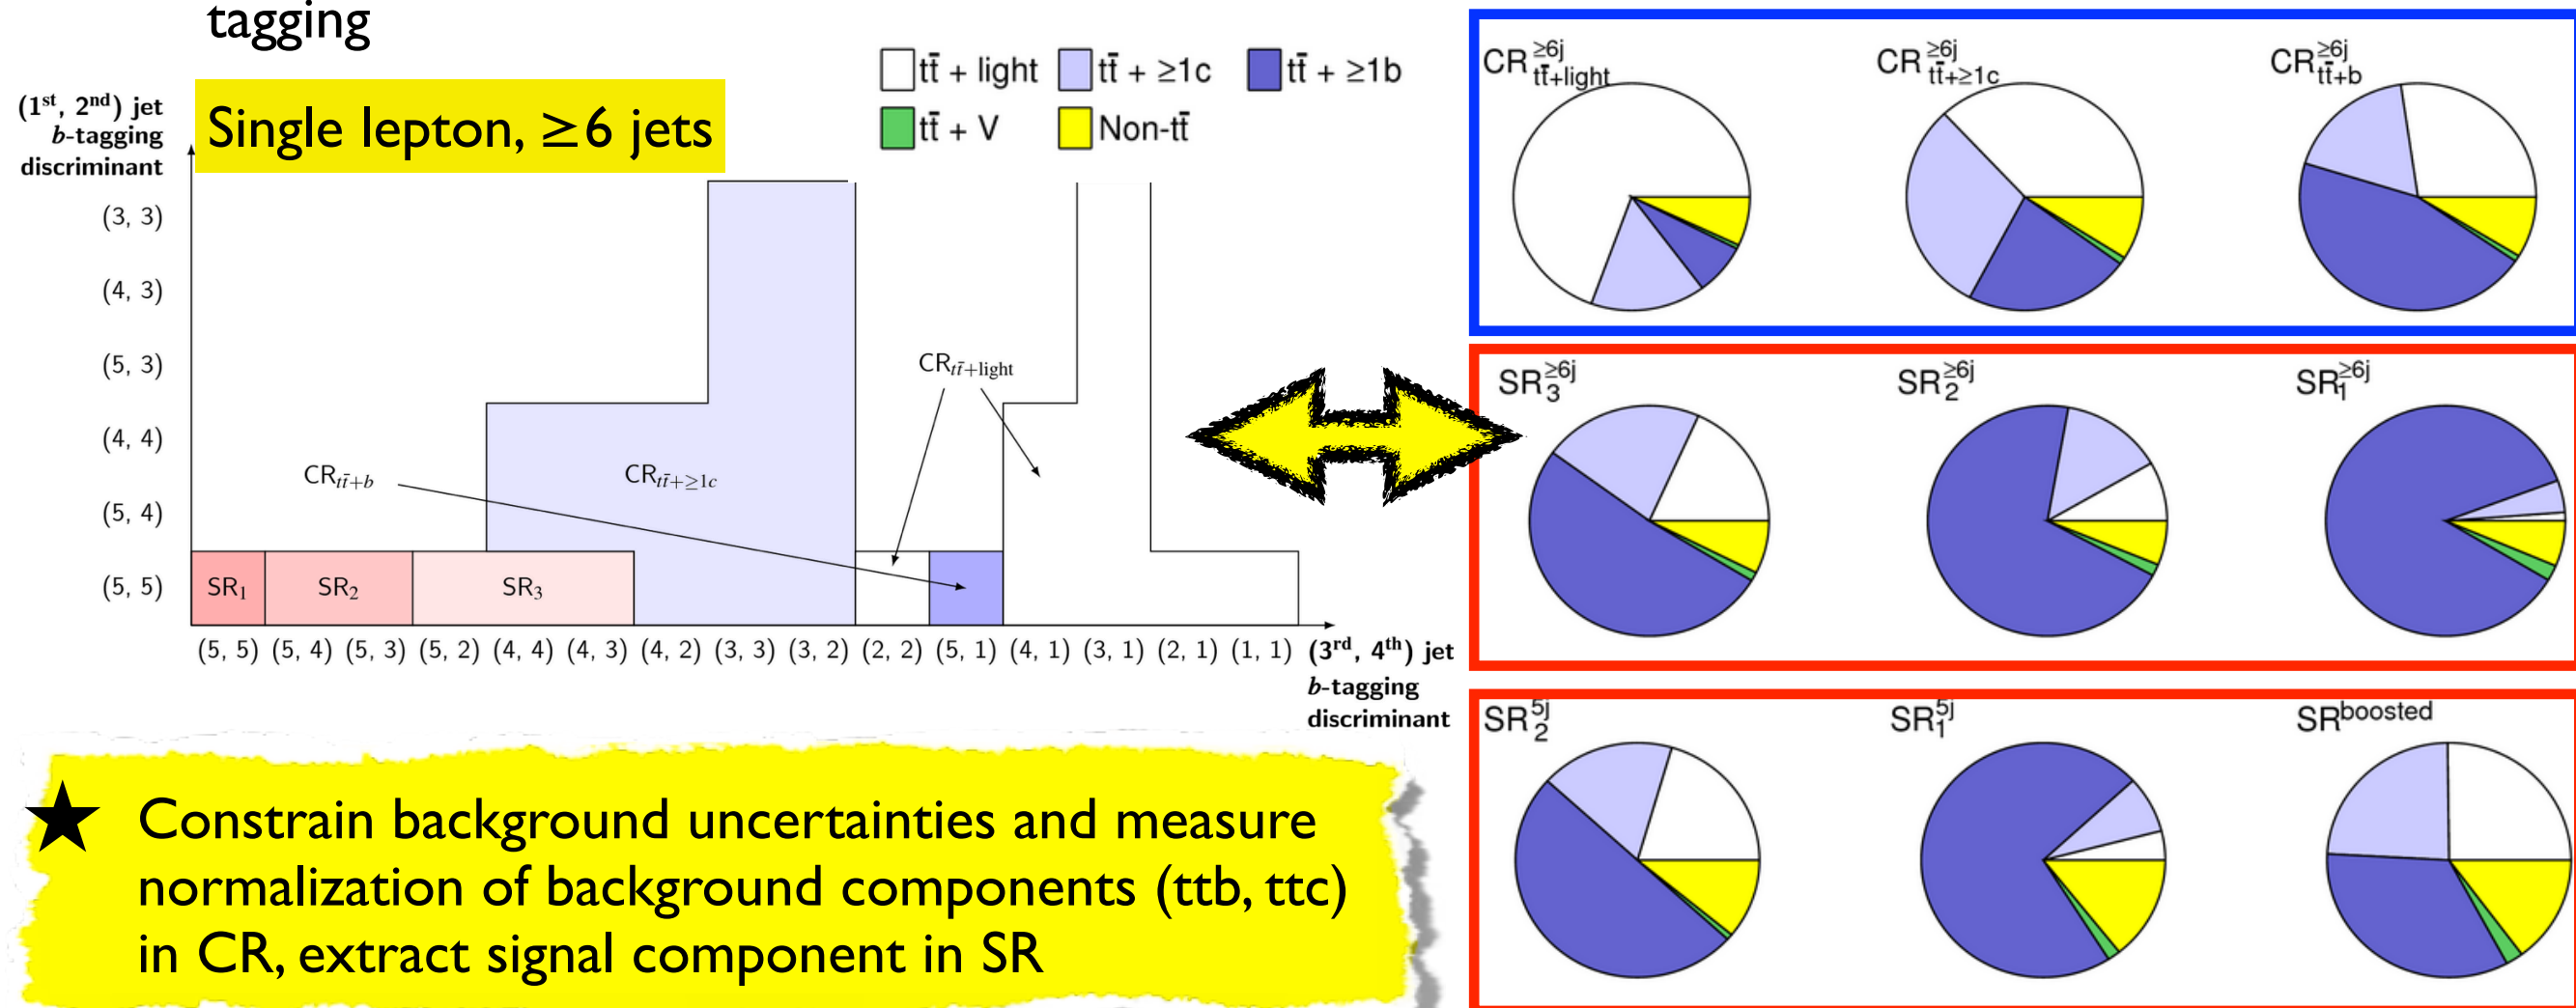 tagging
Single lepton, ≥6 jets
(1st, 2nd) jet
b-tagging
discriminant
(3, 3)
(4, 3)
(5, 3)
(4, 4)
(5, 4)
(5, 5)
tt̄ + light tt̄ + ≥1c tt̄ + ≥1b
tt̄ + V Non-tt̄
CRtt̄+light
CRtt̄+b
CRtt̄+≥1c
SR1 SR2 SR3
(5, 5) (5, 4) (5, 3) (5, 2) (4, 4) (4, 3) (4, 2) (3, 3) (3, 2) (2, 2) (5, 1) (4, 1) (3, 1) (2, 1) (1, 1)
(3rd, 4th) jet
b-tagging
discriminant
CR≥6j tt̄+light CR≥6j tt̄+≥1c CR≥6j tt̄+b
SR≥6j 3 SR≥6j 2 SR≥6j 1
SR5j 2 SR5j 1 SRboosted
★ Constrain background uncertainties and measure
normalization of background components (ttb, ttc)
in CR, extract signal component in SR